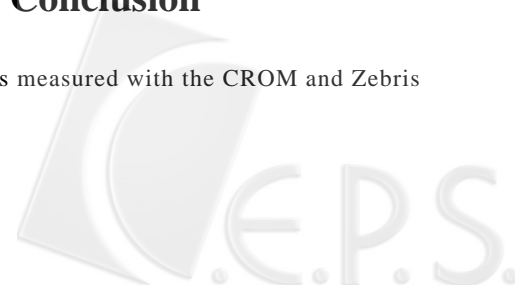 Conclusion
s measured with the CROM and Zebris
C.E.P.S.